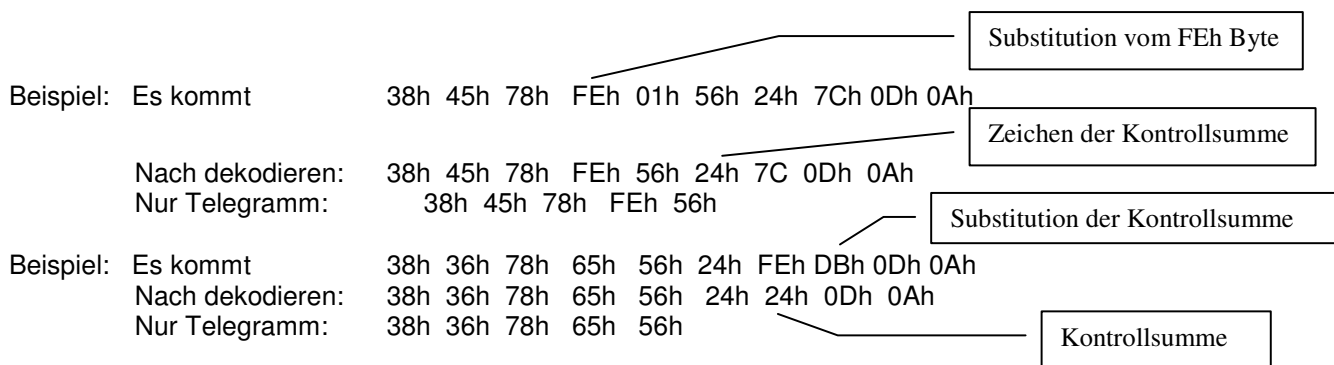 Substitution vom FEh Byte
Beispiel: Es kommt 38h 45h 78h FEh 01h 56h 24h 7Ch 0Dh 0Ah
Zeichen der Kontrollsumme
Nach dekodieren: 38h 45h 78h FEh 56h 24h 7C 0Dh 0Ah
Nur Telegramm: 38h 45h 78h FEh 56h
Substitution der Kontrollsumme
Beispiel: Es kommt 38h 36h 78h 65h 56h 24h FEh DBh 0Dh 0Ah
Nach dekodieren: 38h 36h 78h 65h 56h 24h 24h 0Dh 0Ah
Nur Telegramm: 38h 36h 78h 65h 56h
Kontrollsumme